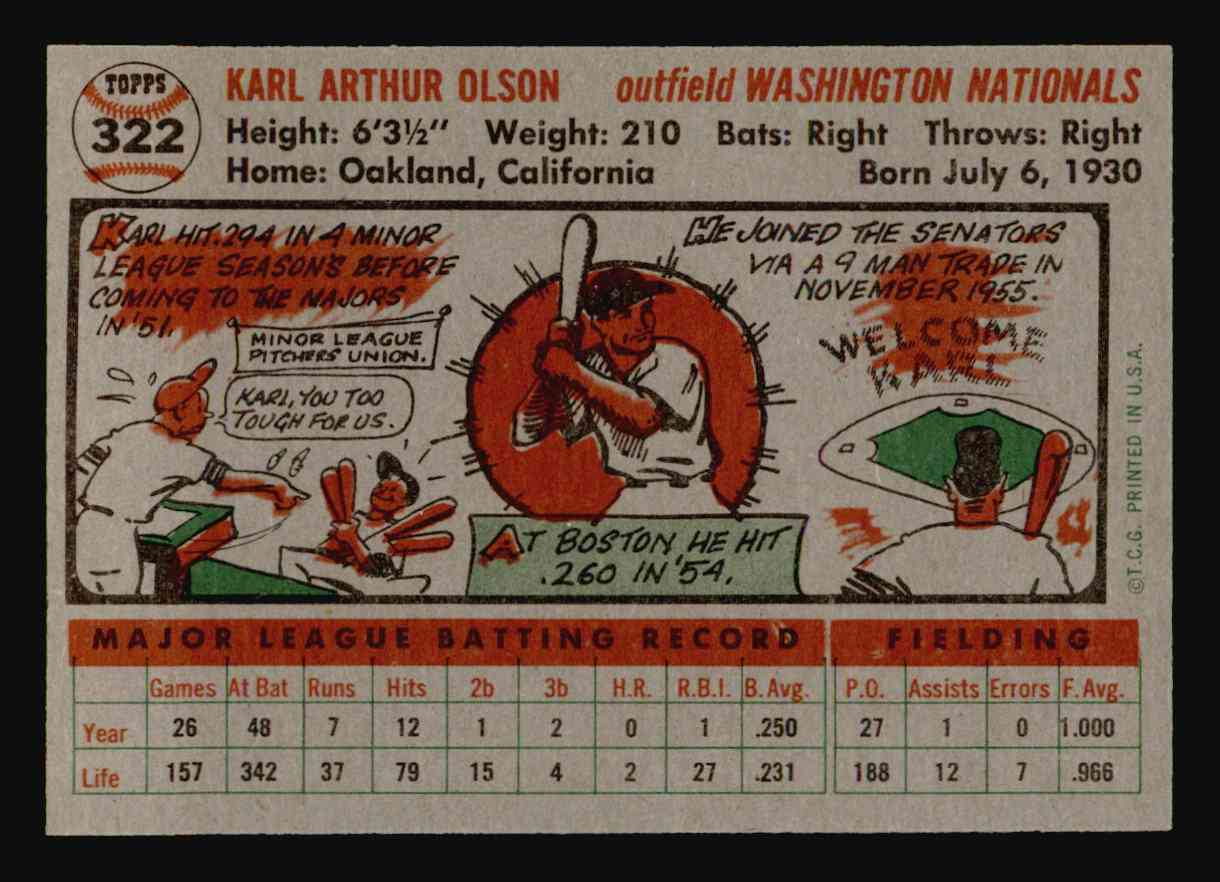 TOPPS
322
KARL ARTHUR OLSON outfield WASHINGTON NATIONALS
Height: 6'3½" Weight: 210 Bats: Right Throws: Right
Home: Oakland, California Born July 6, 1930
KARL HIT .294 IN 4 MINOR
LEAGUE SEASON'S BEFORE
COMING TO THE MAJORS
IN '51.
MINOR LEAGUE
PITCHERS UNION.
KARL, YOU TOO
TOUGH FOR US.
AT BOSTON HE HIT
.260 IN '54.
HE JOINED THE SENATORS
VIA A 9 MAN TRADE IN
NOVEMBER 1955.
WELCOME
KARL
©T.C.G. PRINTED IN U.S.A.
MAJOR LEAGUE BATTING RECORD FIELDING
Games At Bat Runs Hits 2b 3b H.R. R.B.I. B.Avg. P.O. Assists Errors F.Avg.
Year 26 48 7 12 1 2 0 1 .250 27 1 0 1.000
Life 157 342 37 79 15 4 2 27 .231 188 12 7 .966